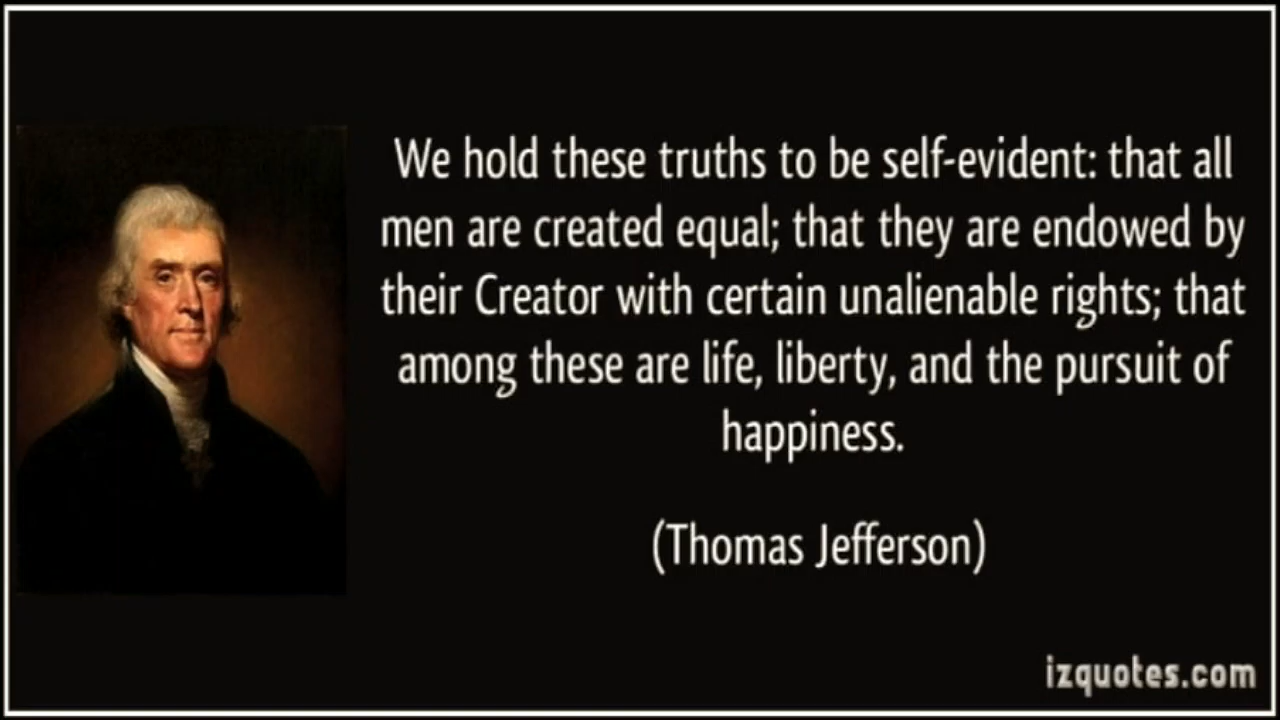 We hold these truths to be self-evident: that all
men are created equal; that they are endowed by
their Creator with certain unalienable rights; that
among these are life, liberty, and the pursuit of
happiness.
(Thomas Jefferson)
izquotes.com